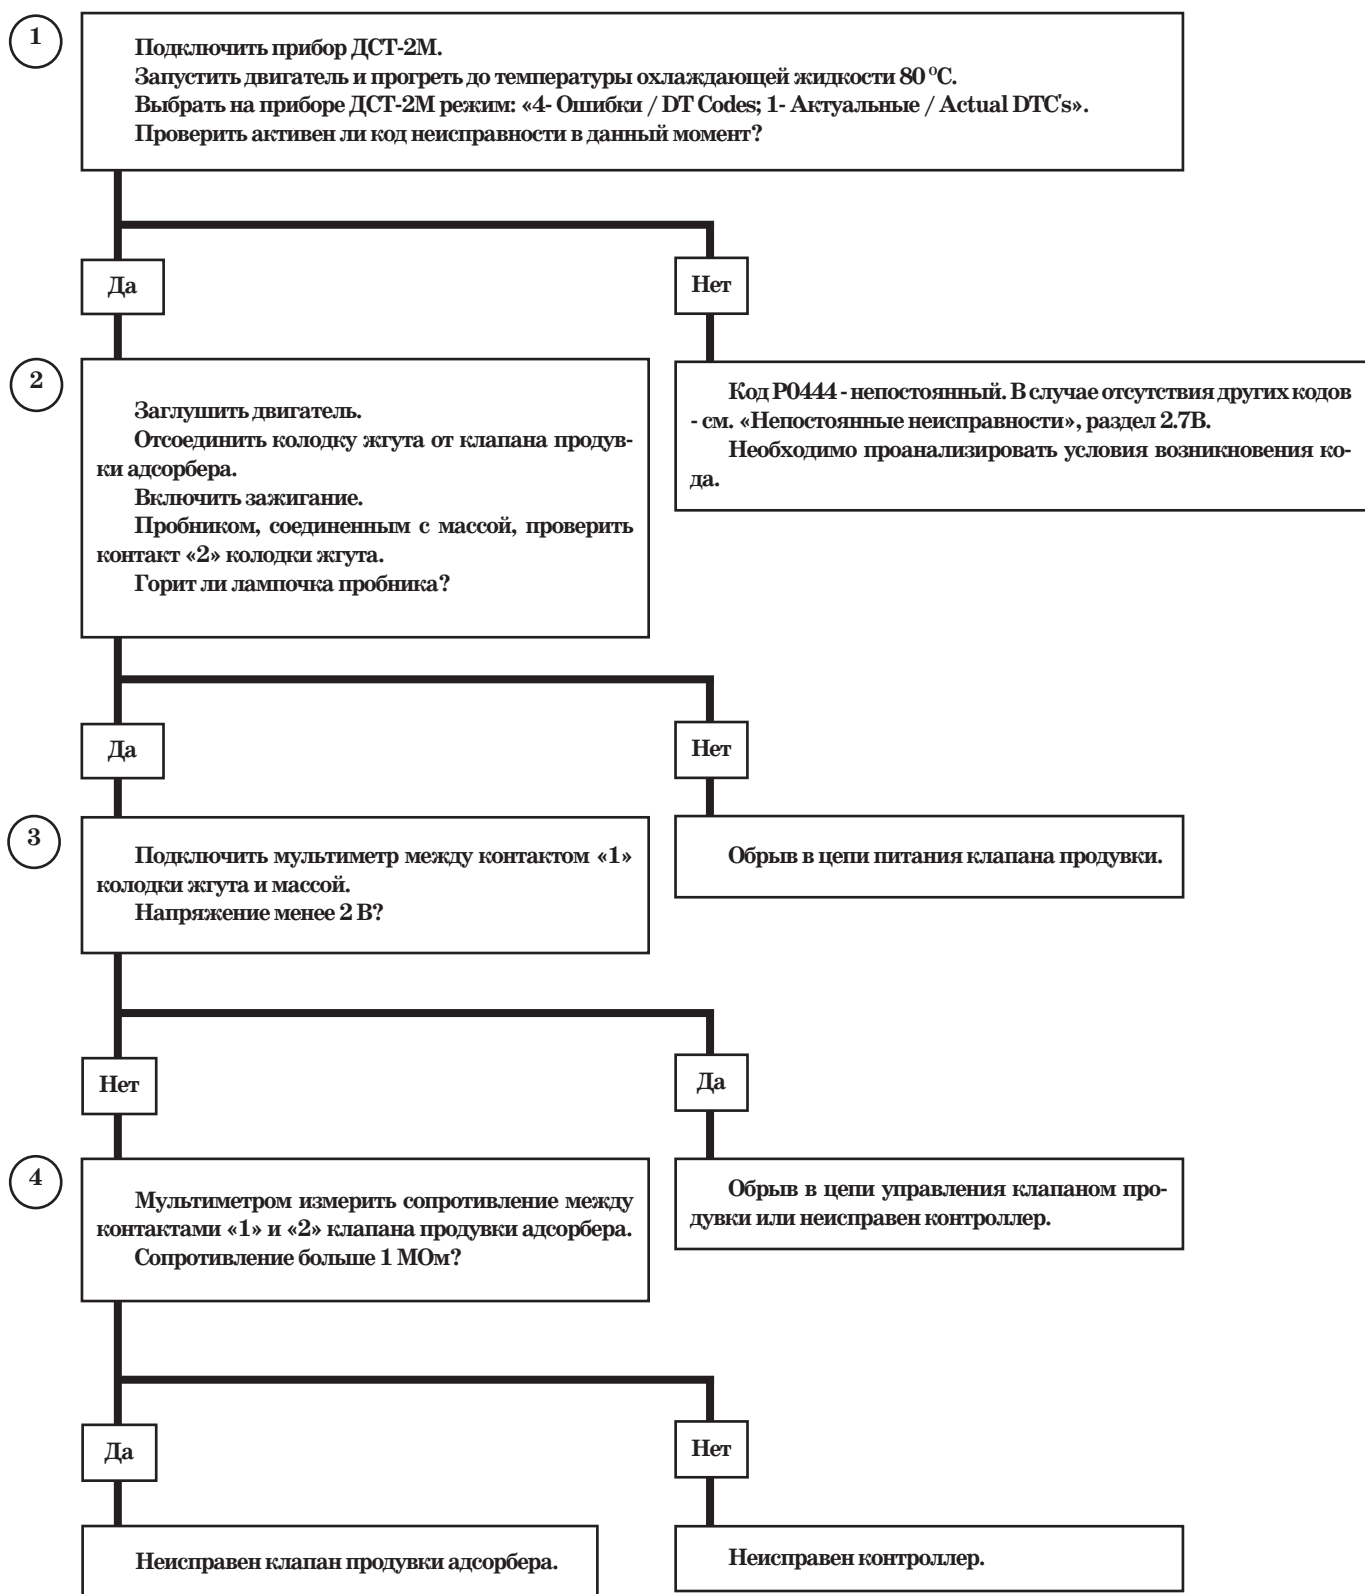 1
Подключить прибор ДСТ-2М.
Запустить двигатель и прогреть до температуры охлаждающей жидкости 80 °С.
Выбрать на приборе ДСТ-2М режим: «4- Ошибки / DT Codes; 1- Актуальные / Actual DTC's».
Проверить активен ли код неисправности в данный момент?
Да
Нет
2
Заглушить двигатель.
Отсоединить колодку жгута от клапана продув-
ки адсорбера.
Включить зажигание.
Пробником, соединенным с массой, проверить
контакт «2» колодки жгута.
Горит ли лампочка пробника?
Код Р0444 - непостоянный. В случае отсутствия других кодов
- см. «Непостоянные неисправности», раздел 2.7В.
Необходимо проанализировать условия возникновения ко-
да.
Да
Нет
3
Подключить мультиметр между контактом «1»
колодки жгута и массой.
Напряжение менее 2 В?
Обрыв в цепи питания клапана продувки.
Нет
Да
4
Мультиметром измерить сопротивление между
контактами «1» и «2» клапана продувки адсорбера.
Сопротивление больше 1 МОм?
Обрыв в цепи управления клапаном про-
дувки или неисправен контроллер.
Да
Нет
Неисправен клапан продувки адсорбера.
Неисправен контроллер.